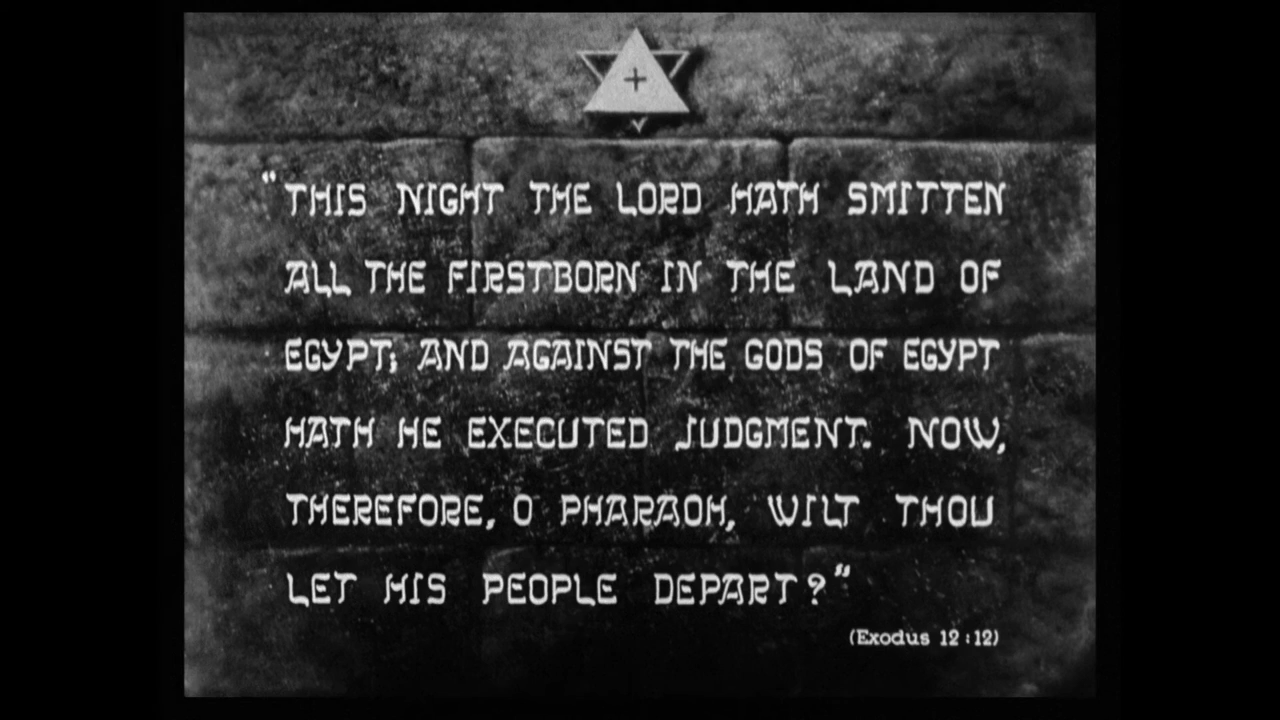 "THIS NIGHT THE LORD HATH SMITTEN
ALL THE FIRSTBORN IN THE LAND OF
EGYPT; AND AGAINST THE GODS OF EGYPT
HATH HE EXECUTED JUDGMENT. NOW,
THEREFORE, O PHARAOH, WILT THOU
LET HIS PEOPLE DEPART?"
(Exodus 12:12)